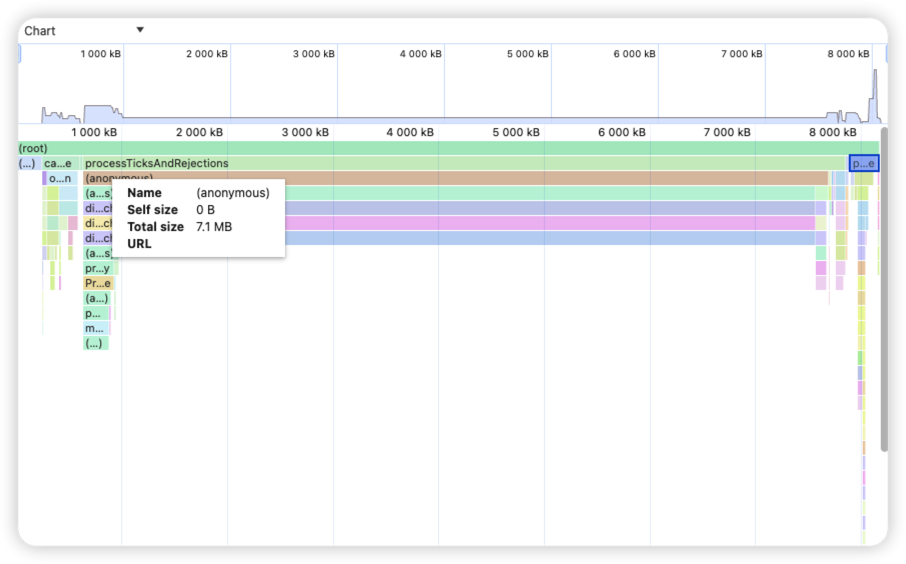 Chart
1 000 kB 2 000 kB 3 000 kB 4 000 kB 5 000 kB 6 000 kB 7 000 kB 8 000 kB
1 000 kB 2 000 kB 3 000 kB 4 000 kB 5 000 kB 6 000 kB 7 000 kB 8 000 kB
(root)
(...) ca...e processTicksAndRejections p...e
o...n (anonymous)
(a...s)
Name (anonymous)
di...ch
Self size 0 B
di...ch
Total size 7.1 MB
di...ch
URL
(a...s)
pr...y
Pr...e
(a...)
p...
m...
(...)